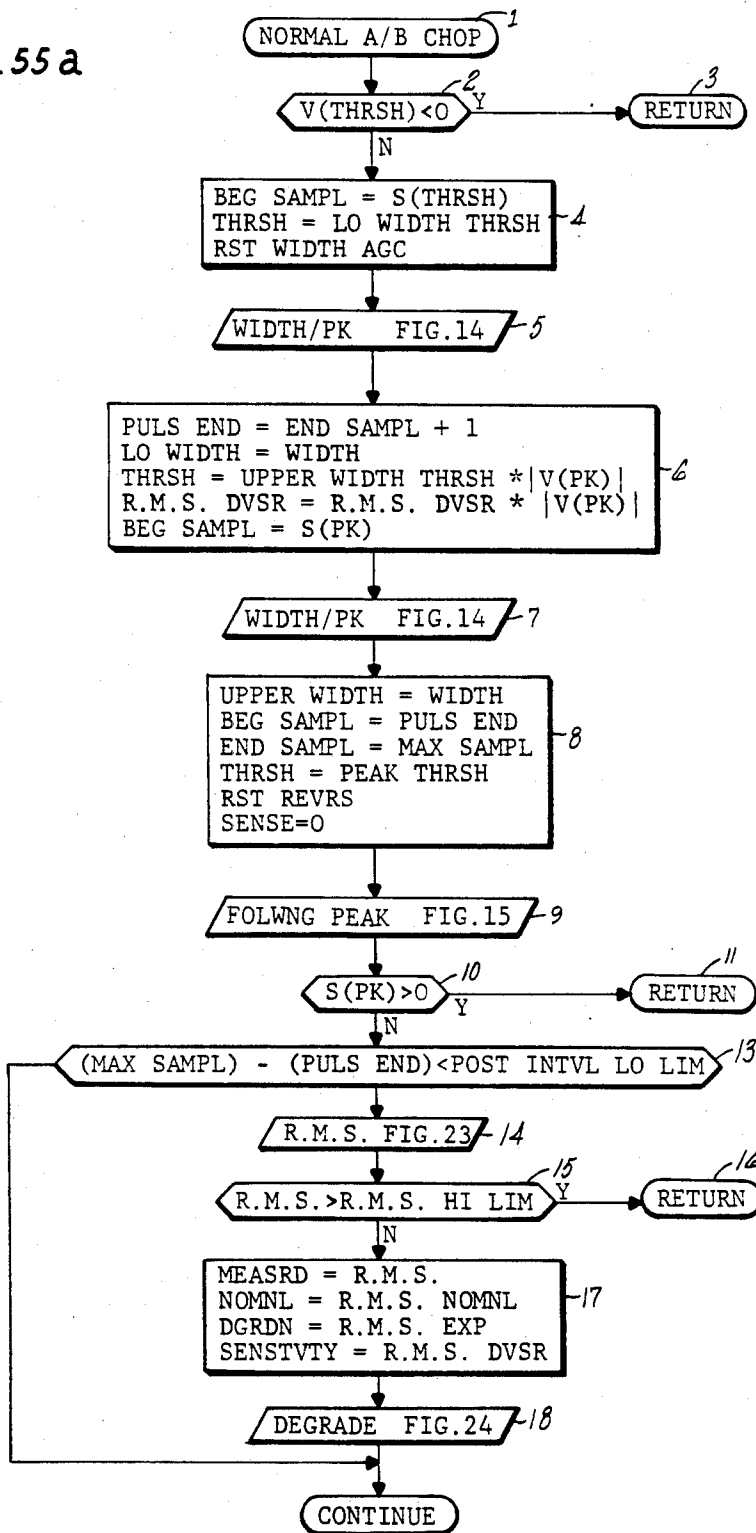 .55a
NORMAL A/B CHOP 1
V(THRSH)<0 2 Y
RETURN 3
N
BEG SAMPL = S(THRSH)
THRSH = LO WIDTH THRSH 4
RST WIDTH AGC
WIDTH/PK FIG.14 5
PULS END = END SAMPL + 1
LO WIDTH = WIDTH
THRSH = UPPER WIDTH THRSH *|V(PK)| 6
R.M.S. DVSR = R.M.S. DVSR * |V(PK)|
BEG SAMPL = S(PK)
WIDTH/PK FIG.14 7
UPPER WIDTH = WIDTH
BEG SAMPL = PULS END
END SAMPL = MAX SAMPL 8
THRSH = PEAK THRSH
RST REVRS
SENSE=0
FOLWNG PEAK FIG.15 9
S(PK)>0 10 Y
RETURN 11
N
(MAX SAMPL) - (PULS END)<POST INTVL LO LIM 13
R.M.S. FIG.23 14
R.M.S.>R.M.S. HI LIM 15 Y
RETURN 16
N
MEASRD = R.M.S.
NOMNL = R.M.S. NOMNL 17
DGRDN = R.M.S. EXP
SENSTVTY = R.M.S. DVSR
DEGRADE FIG.24 18
CONTINUE